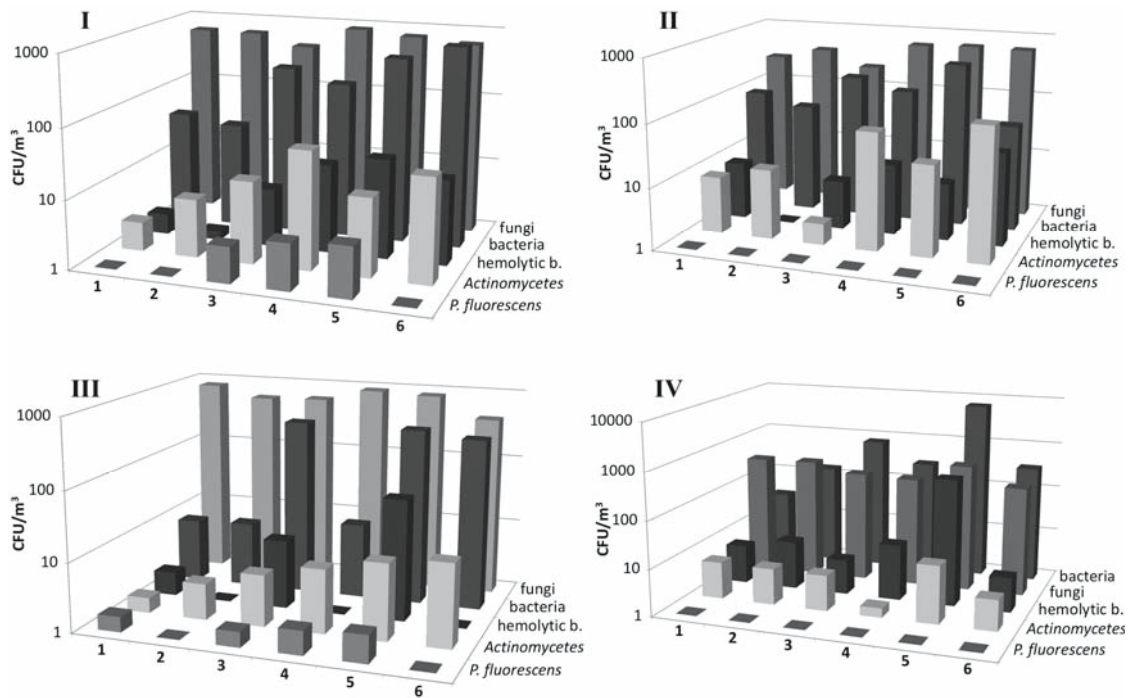 I
1000
100
10
1
CFU/m³
1
2
3
4
5
6
fungi
bacteria
hemolytic b.
Actinomycetes
P. fluorescens
II
1000
100
10
1
CFU/m³
1
2
3
4
5
6
fungi
bacteria
hemolytic b.
Actinomycetes
P. fluorescens
III
1000
100
10
1
CFU/m³
1
2
3
4
5
6
fungi
bacteria
hemolytic b.
Actinomycetes
P. fluorescens
IV
10000
1000
100
10
1
CFU/m³
1
2
3
4
5
6
bacteria
fungi
hemolytic b.
Actinomycetes
P. fluorescens